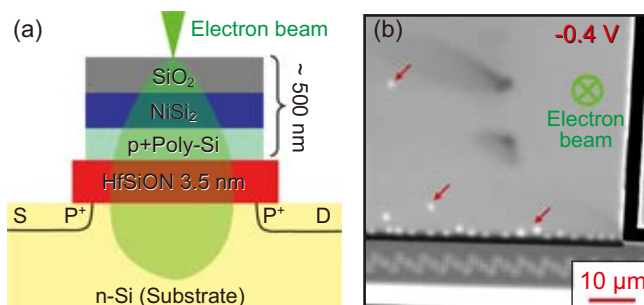 (a)
Electron beam
SiO2
NiSi2
p+Poly-Si
~ 500 nm
HfSiON 3.5 nm
S P+ P+ D
n-Si (Substrate)
(b)
-0.4 V
Electron
beam
10 µm